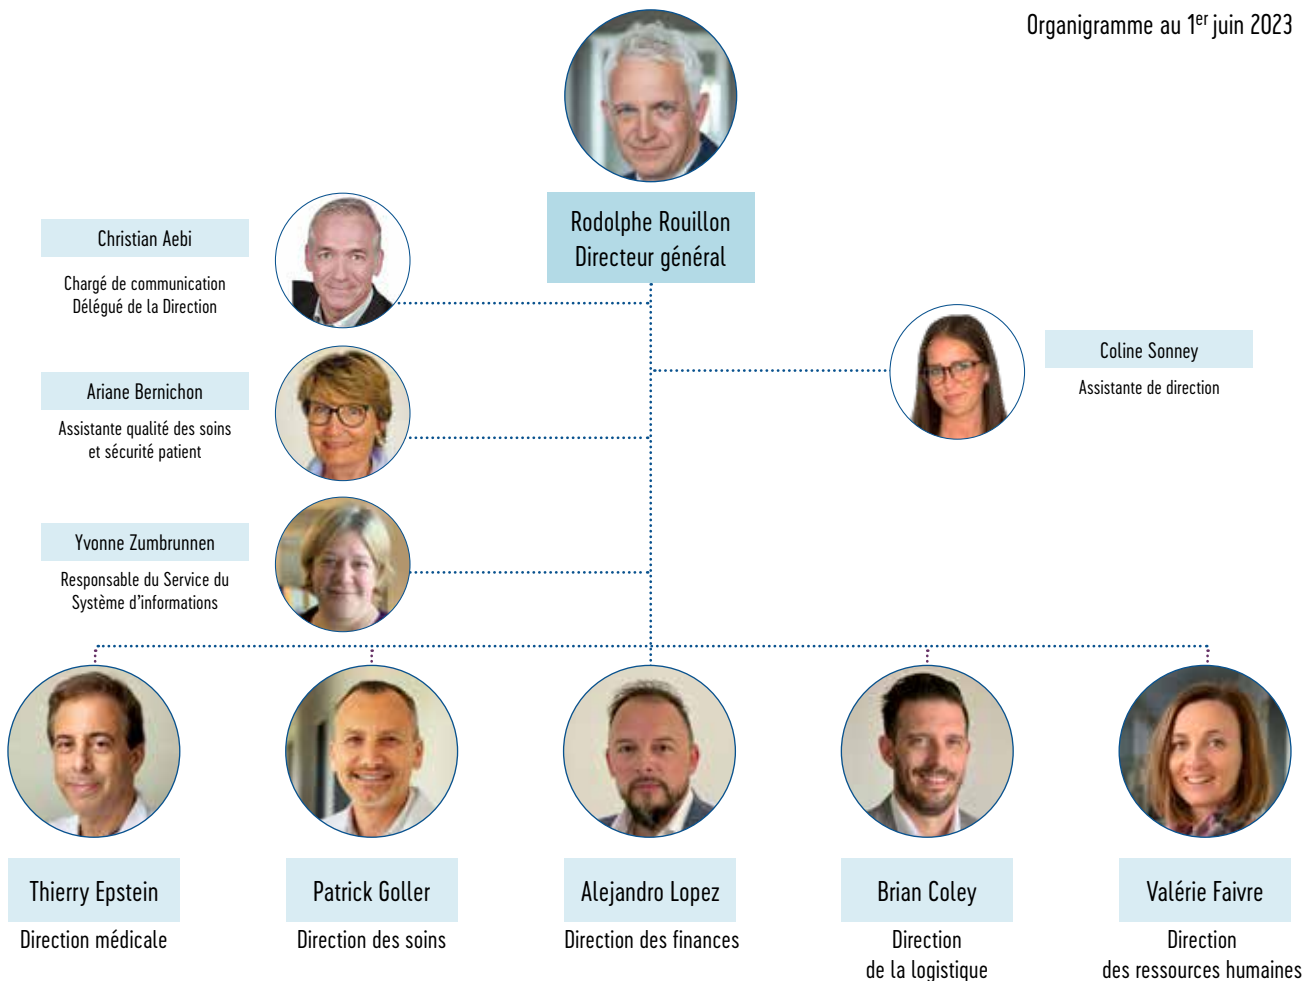 Organigramme au 1er juin 2023
Rodolphe Rouillon
Directeur général
Christian Aebi
Chargé de communication
Délégué de la Direction
Coline Sonney
Assistante de direction
Ariane Bernichon
Assistante qualité des soins
et sécurité patient
Yvonne Zumbrunnen
Responsable du Service du
Système d'informations
Thierry Epstein
Direction médicale
Patrick Goller
Direction des soins
Alejandro Lopez
Direction des finances
Brian Coley
Direction
de la logistique
Valérie Faivre
Direction
des ressources humaines